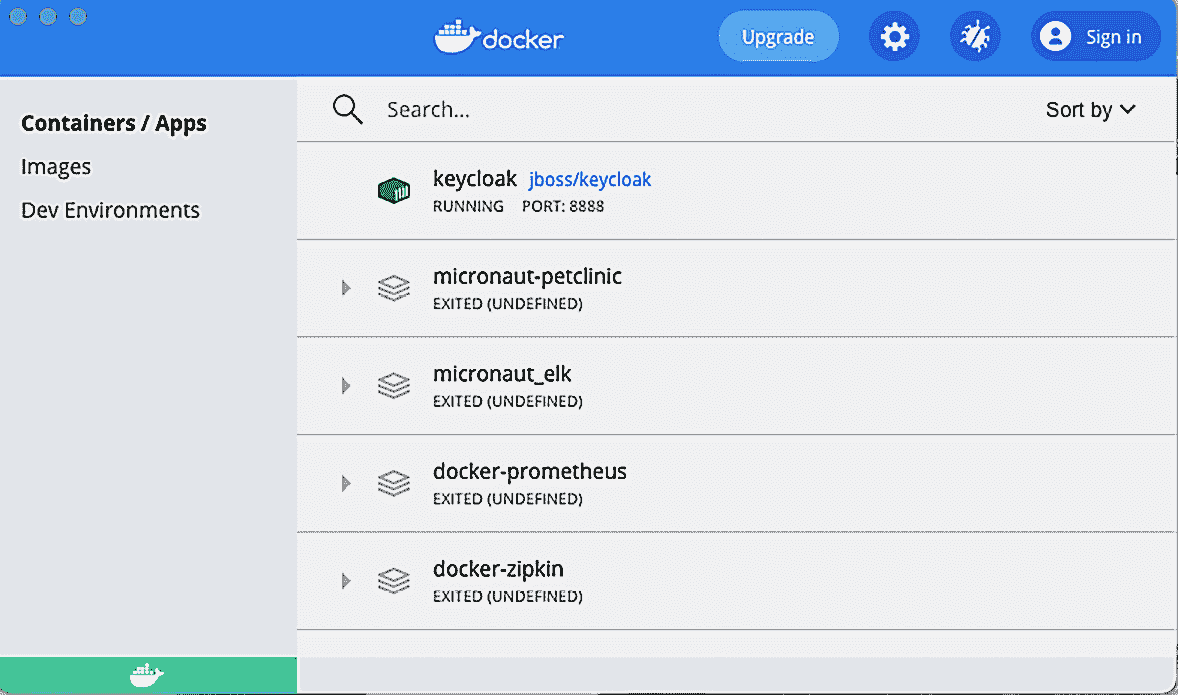 docker
Upgrade
Sign in
Containers / Apps
Images
Dev Environments
Search...
Sort by
keycloak jboss/keycloak
RUNNING PORT: 8888
micronaut-petclinic
EXITED (UNDEFINED)
micronaut_elk
EXITED (UNDEFINED)
docker-prometheus
EXITED (UNDEFINED)
docker-zipkin
EXITED (UNDEFINED)